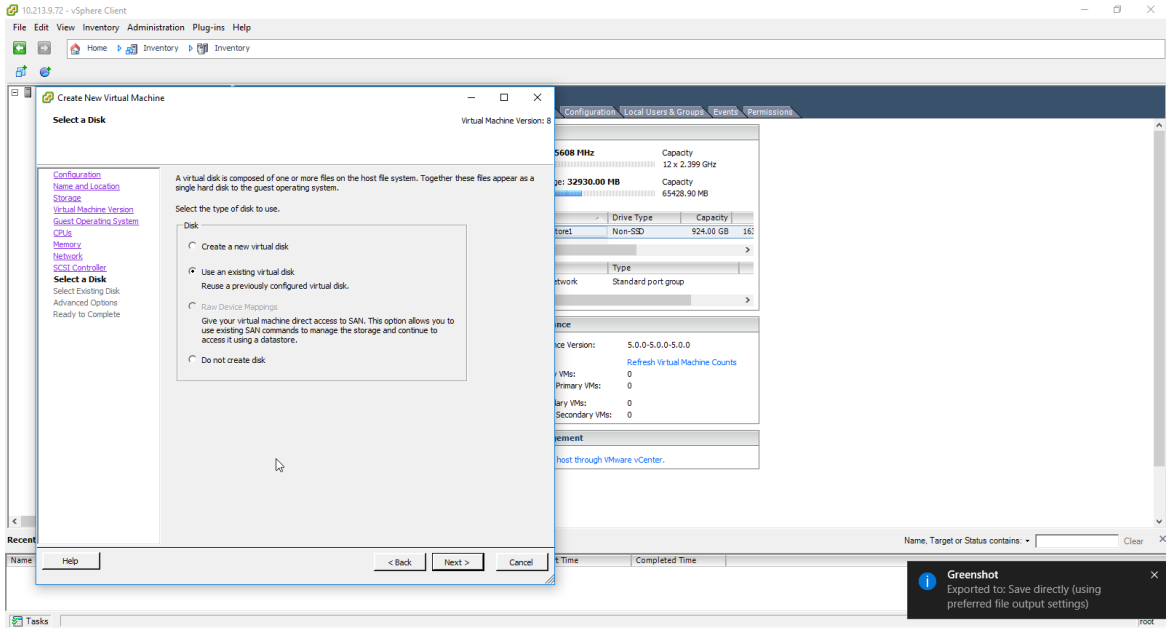 10.213.9.72 - vSphere Client
File Edit View Inventory Administration Plug-ins Help
Home Inventory Inventory
Create New Virtual Machine
Select a Disk
Virtual Machine Version: 8
Configuration
Name and Location
Storage
Virtual Machine Version
Guest Operating System
CPUs
Memory
Network
SCSI Controller
Select a Disk
Select Existing Disk
Advanced Options
Ready to Complete
A virtual disk is composed of one or more files on the host file system. Together these files appear as a
single hard disk to the guest operating system.
Select the type of disk to use.
Disk
Create a new virtual disk
Use an existing virtual disk
Reuse a previously configured virtual disk.
Raw Device Mappings
Give your virtual machine direct access to SAN. This option allows you to
use existing SAN commands to manage the storage and continue to
access it using a datastore.
Do not create disk
Help
< Back Next > Cancel
Configuration Local Users & Groups Events Permissions
5608 MHz Capacity
12 x 2.399 GHz
ge: 32930.00 MB Capacity
65428.90 MB
Drive Type Capacity
tore1 Non-SSD 924.00 GB 163
Type
etwork Standard port group
nce
nce Version: 5.0.0-5.0.0-5.0.0
Refresh Virtual Machine Counts
VMs: 0
Primary VMs: 0
dary VMs: 0
Secondary VMs: 0
gement
host through VMware vCenter.
Recent
Name, Target or Status contains: Clear
Name t Time Completed Time
Greenshot
Exported to: Save directly (using
preferred file output settings)
Tasks
root